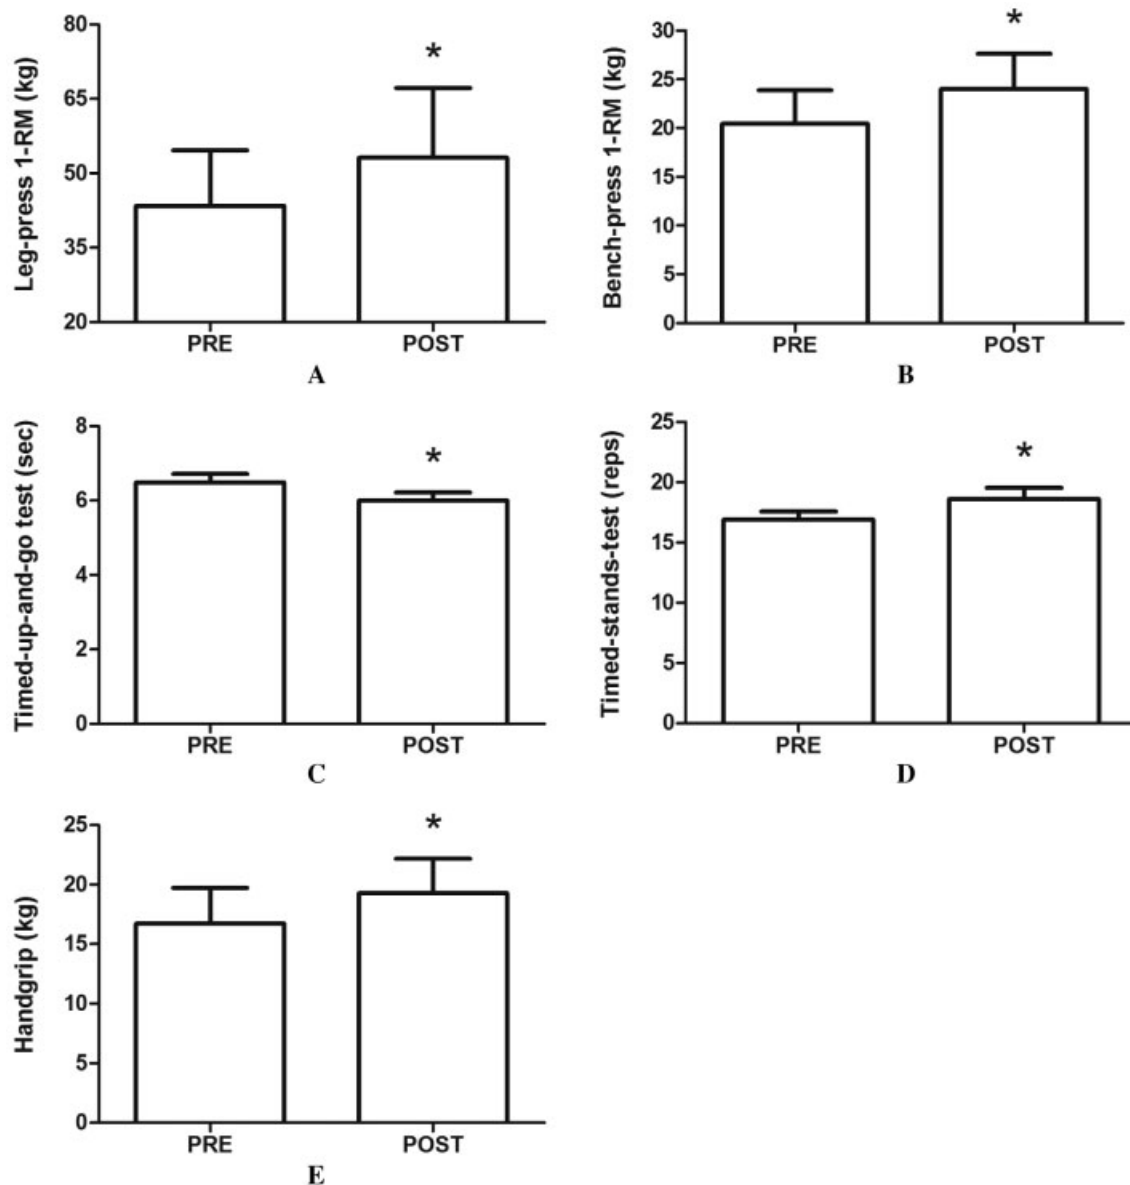 Leg-press 1-RM (kg)
80
65
50
35
20
*
PRE
POST
A
Bench-press 1-RM (kg)
30
25
20
15
10
5
0
*
PRE
POST
B
Timed-up-and-go test (sec)
8
6
4
2
0
*
PRE
POST
C
Timed-stands-test (reps)
25
20
15
10
5
0
*
PRE
POST
D
Handgrip (kg)
25
20
15
10
5
0
*
PRE
POST
E